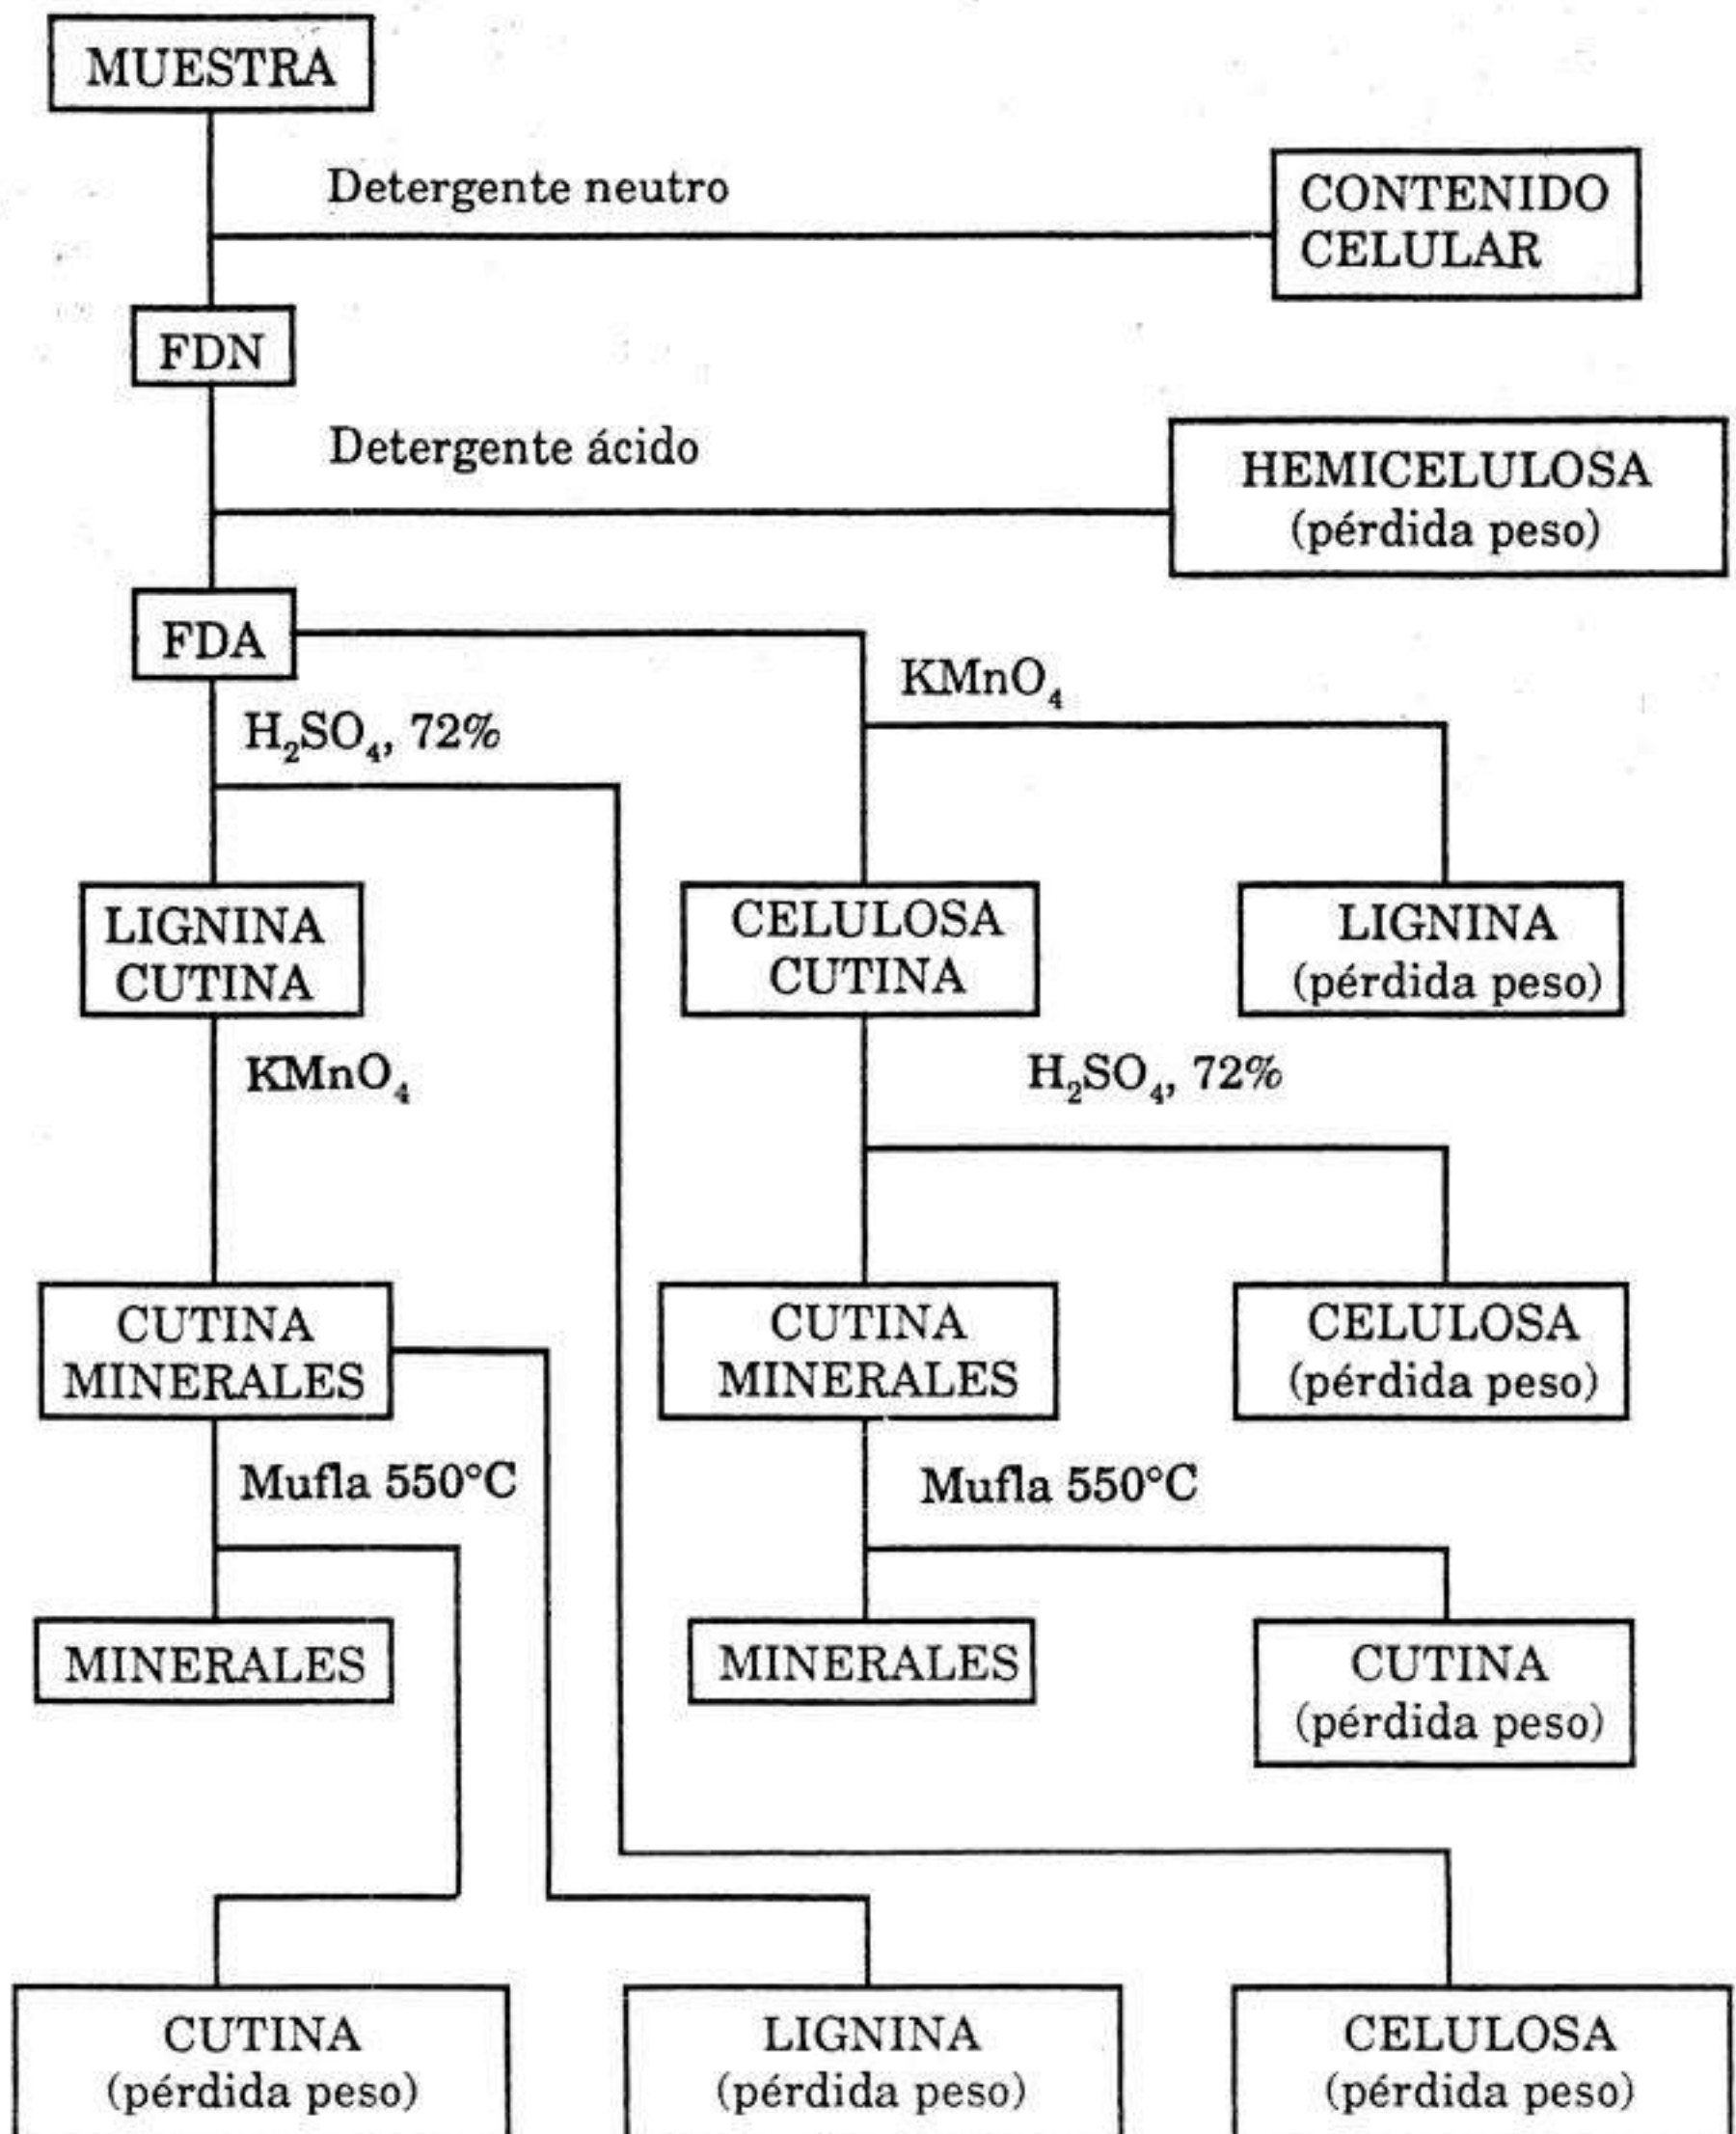 MUESTRA
Detergente neutro
CONTENIDO
CELULAR
FDN
Detergente ácido
HEMICELULOSA
(pérdida peso)
FDA
KMnO₄
H₂SO₄, 72%
LIGNINA
CUTINA
CELULOSA
CUTINA
LIGNINA
(pérdida peso)
KMnO₄
H₂SO₄, 72%
CUTINA
MINERALES
CUTINA
MINERALES
CELULOSA
(pérdida peso)
Mufla 550°C
Mufla 550°C
MINERALES
MINERALES
CUTINA
(pérdida peso)
CUTINA
(pérdida peso)
LIGNINA
(pérdida peso)
CELULOSA
(pérdida peso)